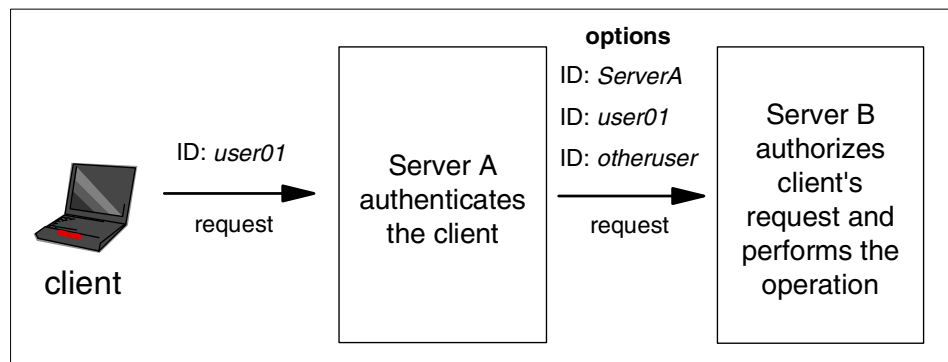 ID: user01
request
client
Server A
authenticates
the client
options
ID: ServerA
ID: user01
ID: otheruser
request
Server B
authorizes
client's
request and
performs the
operation